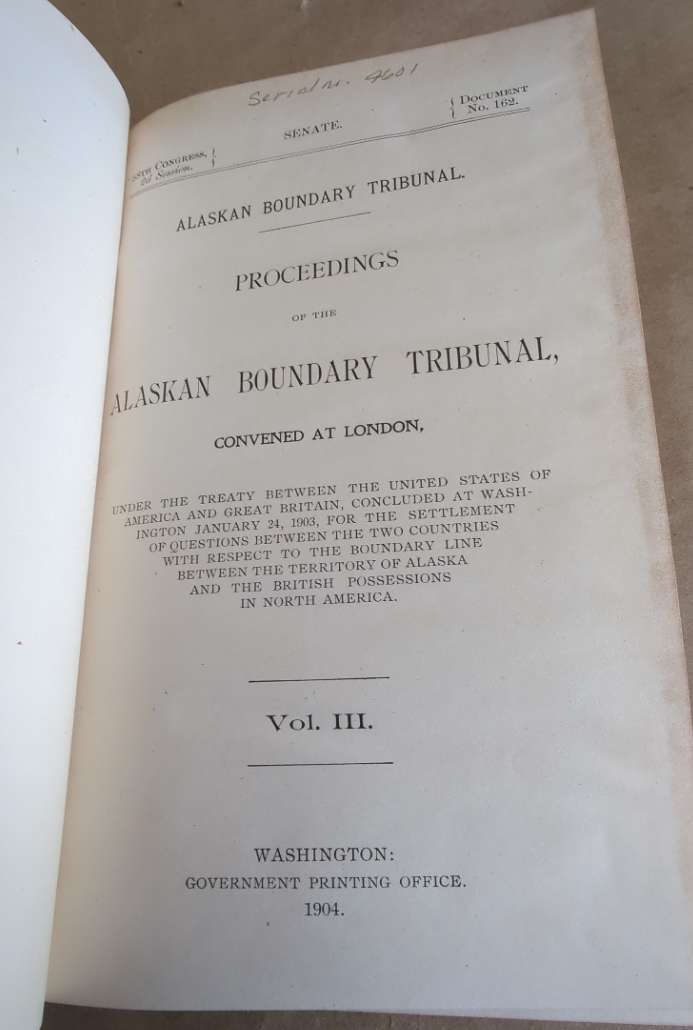 Serial no. 4601
58TH CONGRESS, } SENATE. { DOCUMENT
2d Session. } { No. 162.
ALASKAN BOUNDARY TRIBUNAL.
PROCEEDINGS
OF THE
ALASKAN BOUNDARY TRIBUNAL,
CONVENED AT LONDON,
UNDER THE TREATY BETWEEN THE UNITED STATES OF
AMERICA AND GREAT BRITAIN, CONCLUDED AT WASH-
INGTON JANUARY 24, 1903, FOR THE SETTLEMENT
OF QUESTIONS BETWEEN THE TWO COUNTRIES
WITH RESPECT TO THE BOUNDARY LINE
BETWEEN THE TERRITORY OF ALASKA
AND THE BRITISH POSSESSIONS
IN NORTH AMERICA.
Vol. III.
WASHINGTON:
GOVERNMENT PRINTING OFFICE.
1904.